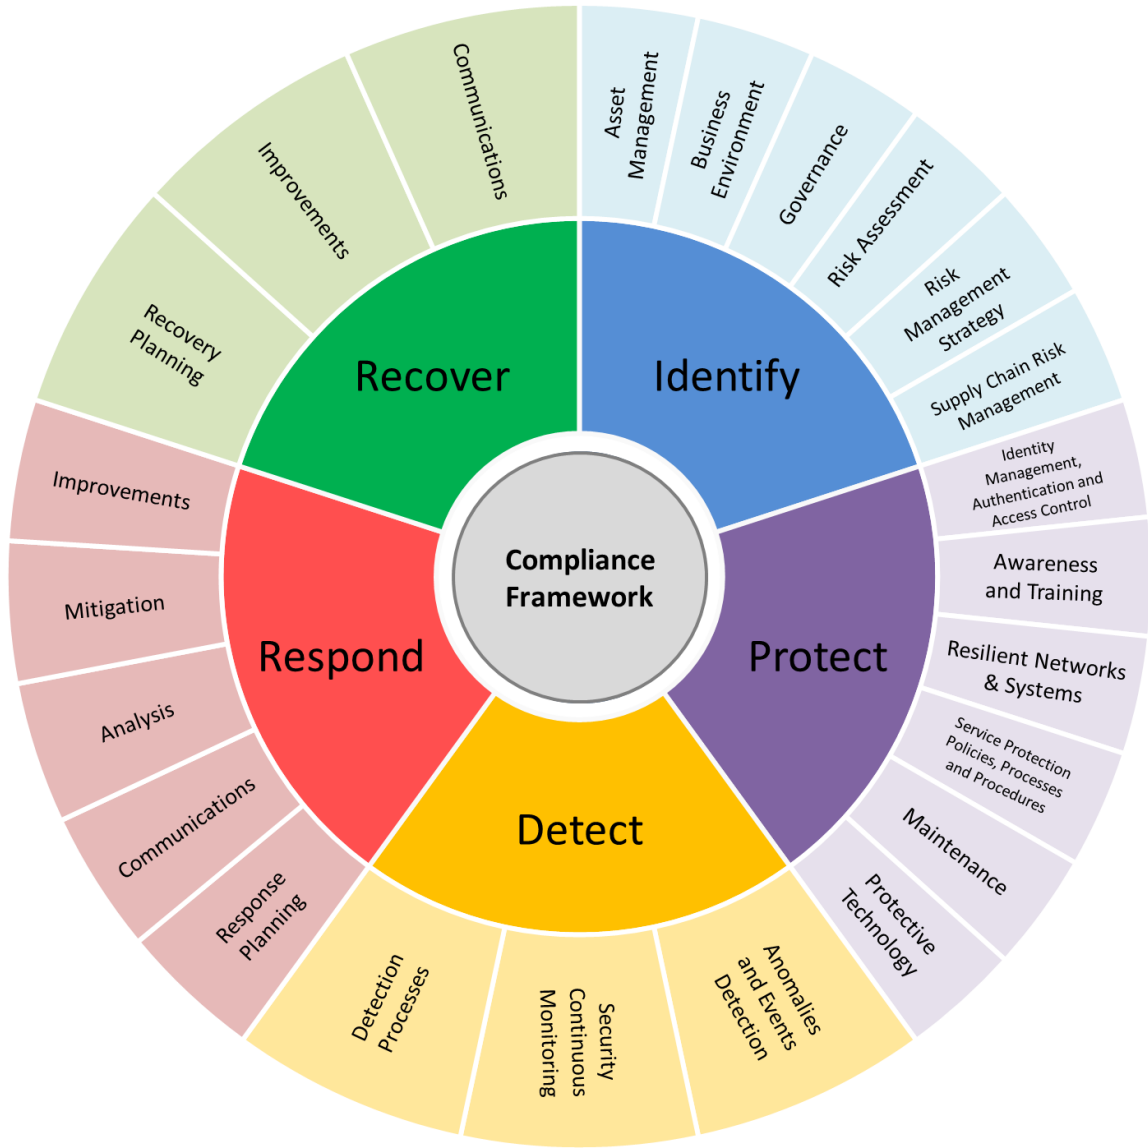 Compliance
Framework
Identify
Asset
Management
Business
Environment
Governance
Risk Assessment
Risk
Management
Strategy
Supply Chain Risk
Management
Protect
Identity
Management,
Authentication and
Access Control
Awareness
and Training
Resilient Networks
& Systems
Service Protection
Policies, Processes
and Procedures
Maintenance
Protective
Technology
Detect
Anomalies
and Events
Detection
Security
Continuous
Monitoring
Detection
Processes
Respond
Response
Planning
Communications
Analysis
Mitigation
Improvements
Recover
Recovery
Planning
Improvements
Communications